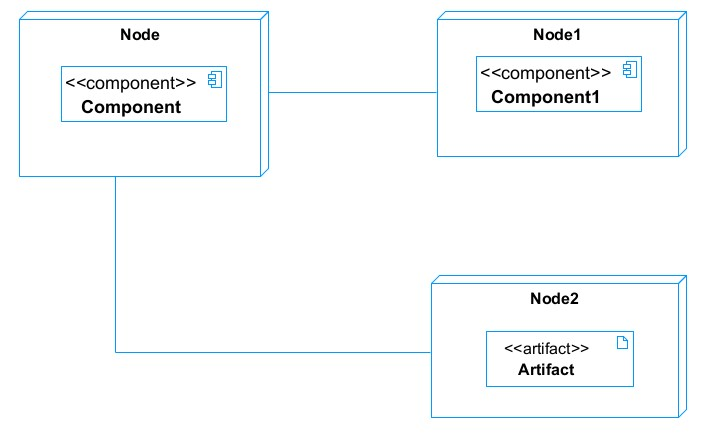 Node
<<component>>
Component
Node1
<<component>>
Component1
Node2
<<artifact>>
Artifact